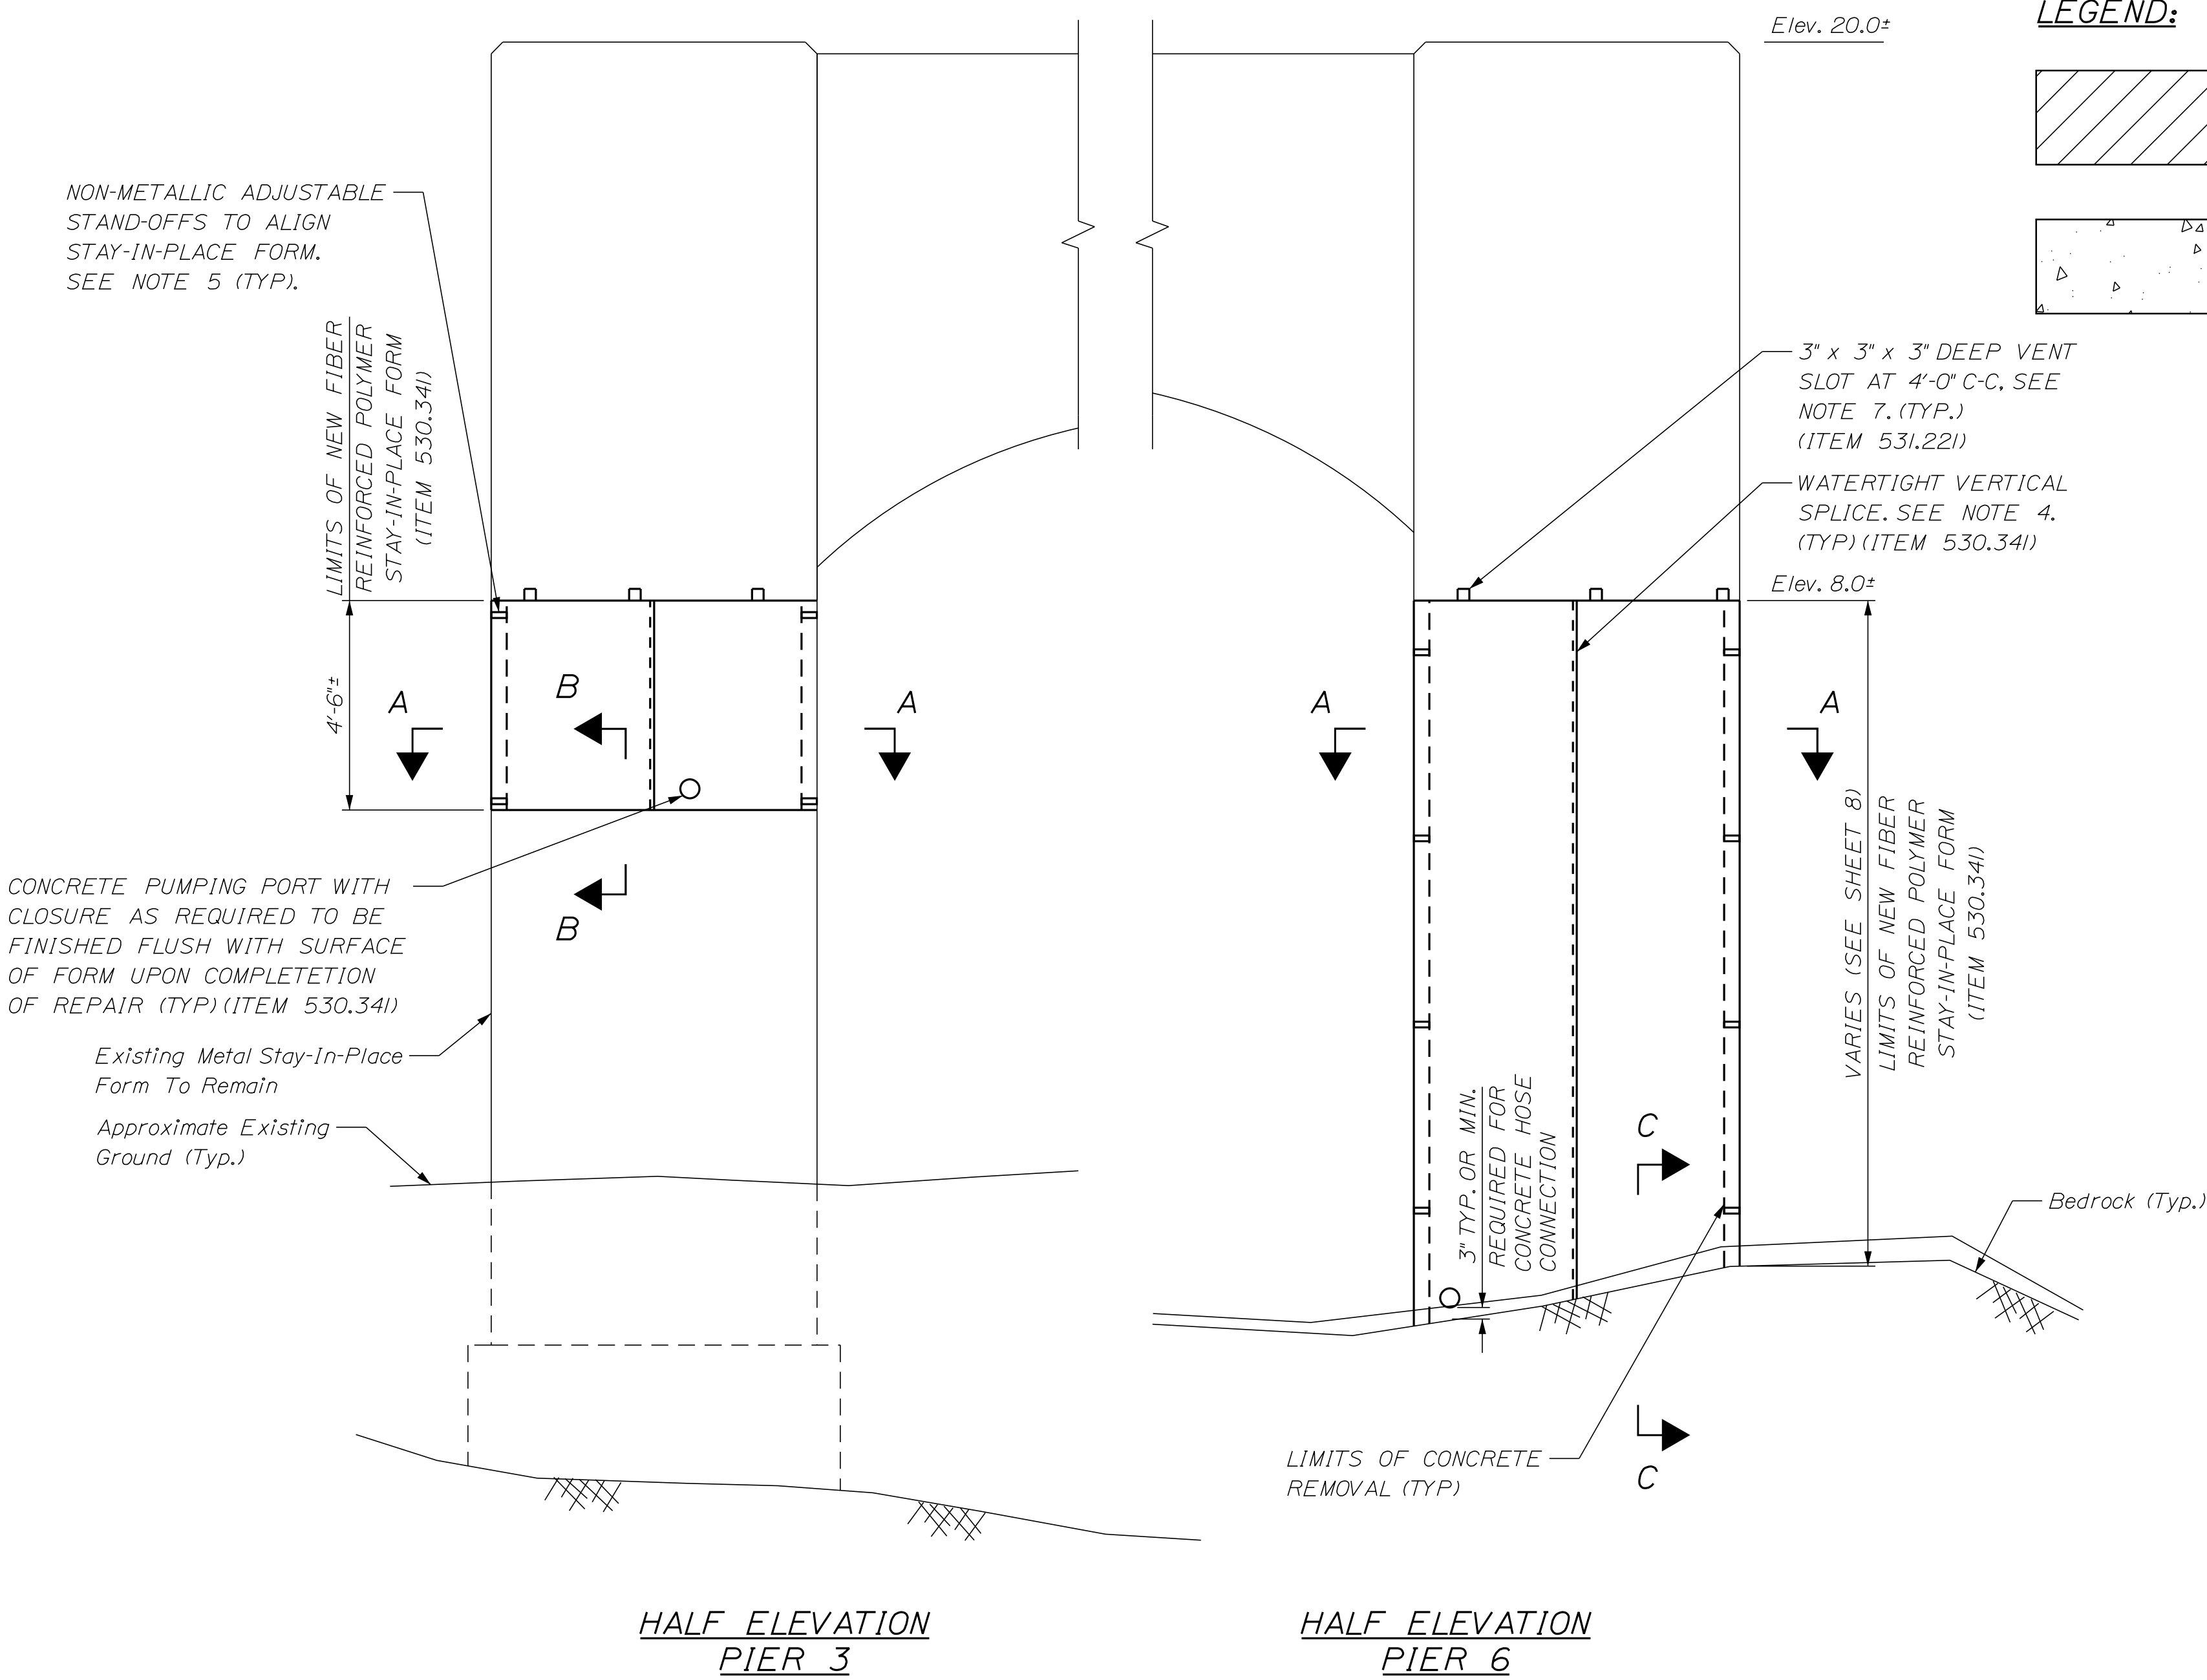 LEGEND:
Elev. 20.0±
NON-METALLIC ADJUSTABLE
STAND-OFFS TO ALIGN
STAY-IN-PLACE FORM.
SEE NOTE 5 (TYP).
LIMITS OF NEW FIBER
REINFORCED POLYMER
STAY-IN-PLACE FORM
(ITEM 530.341)
4'-6"±
3" x 3" x 3" DEEP VENT
SLOT AT 4'-0" C-C, SEE
NOTE 7. (TYP.)
(ITEM 531.221)
WATERTIGHT VERTICAL
SPLICE. SEE NOTE 4.
(TYP) (ITEM 530.341)
Elev. 8.0±
A
B
A
A
A
B
CONCRETE PUMPING PORT WITH
CLOSURE AS REQUIRED TO BE
FINISHED FLUSH WITH SURFACE
OF FORM UPON COMPLETETION
OF REPAIR (TYP) (ITEM 530.341)
Existing Metal Stay-In-Place
Form To Remain
Approximate Existing
Ground (Typ.)
VARIES (SEE SHEET 8)
LIMITS OF NEW FIBER
REINFORCED POLYMER
STAY-IN-PLACE FORM
(ITEM 530.341)
3" TYP. OR MIN.
REQUIRED FOR
CONCRETE HOSE
CONNECTION
C
Bedrock (Typ.)
LIMITS OF CONCRETE
REMOVAL (TYP)
C
HALF ELEVATION
PIER 3
HALF ELEVATION
PIER 6